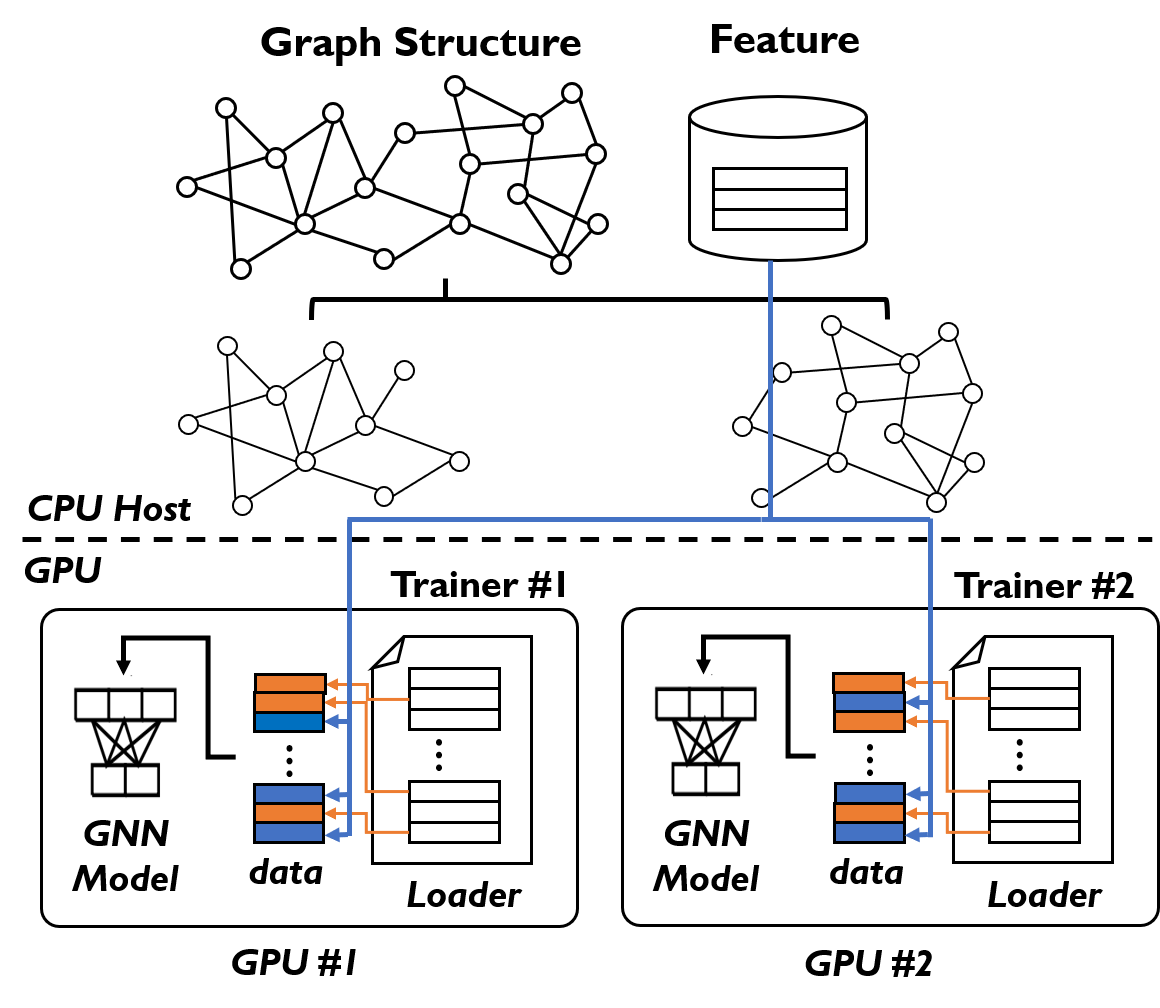 Graph Structure
Feature
CPU Host
GPU
Trainer #1
Trainer #2
GNN
Model
data
Loader
GNN
Model
data
Loader
GPU #1
GPU #2